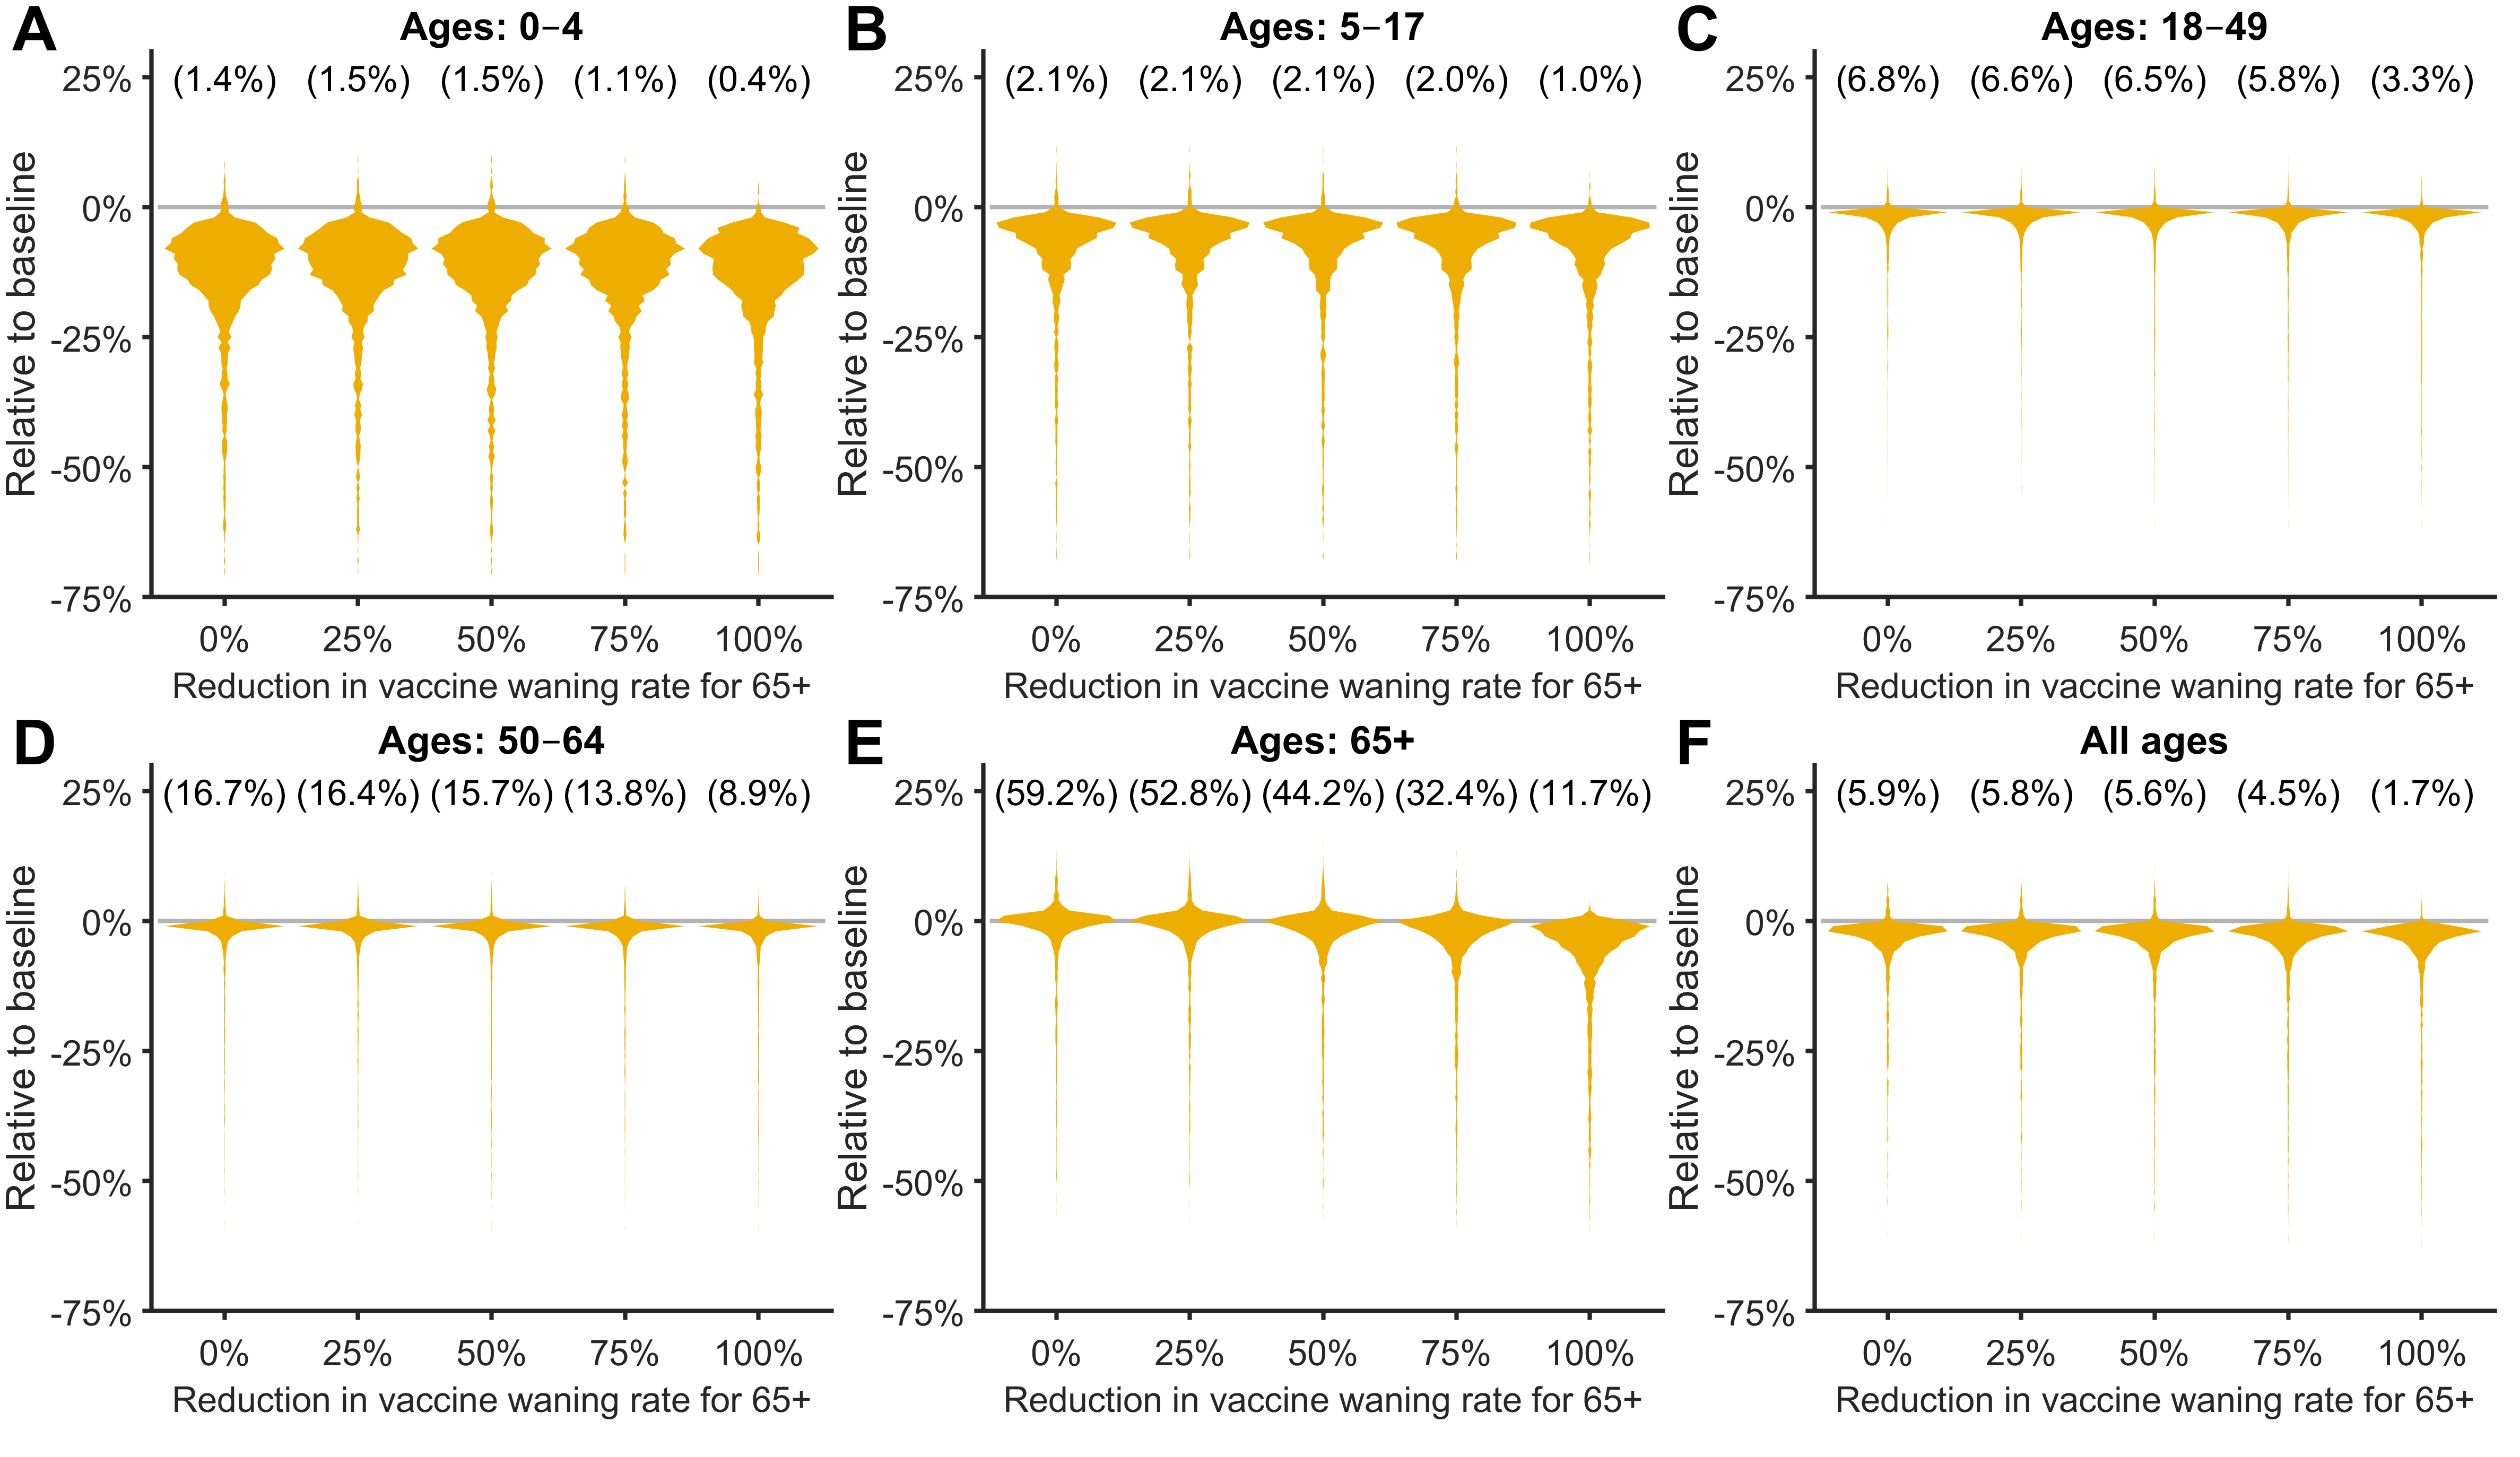 A
Ages: 0–4
25%
(1.4%) (1.5%) (1.5%) (1.1%) (0.4%)
0%
-25%
-50%
-75%
Relative to baseline
0% 25% 50% 75% 100%
Reduction in vaccine waning rate for 65+
B
Ages: 5–17
25%
(2.1%) (2.1%) (2.1%) (2.0%) (1.0%)
0%
-25%
-50%
-75%
Relative to baseline
0% 25% 50% 75% 100%
Reduction in vaccine waning rate for 65+
C
Ages: 18–49
25%
(6.8%) (6.6%) (6.5%) (5.8%) (3.3%)
0%
-25%
-50%
-75%
Relative to baseline
0% 25% 50% 75% 100%
Reduction in vaccine waning rate for 65+
D
Ages: 50–64
25%
(16.7%) (16.4%) (15.7%) (13.8%) (8.9%)
0%
-25%
-50%
-75%
Relative to baseline
0% 25% 50% 75% 100%
Reduction in vaccine waning rate for 65+
E
Ages: 65+
25%
(59.2%) (52.8%) (44.2%) (32.4%) (11.7%)
0%
-25%
-50%
-75%
Relative to baseline
0% 25% 50% 75% 100%
Reduction in vaccine waning rate for 65+
F
All ages
25%
(5.9%) (5.8%) (5.6%) (4.5%) (1.7%)
0%
-25%
-50%
-75%
Relative to baseline
0% 25% 50% 75% 100%
Reduction in vaccine waning rate for 65+